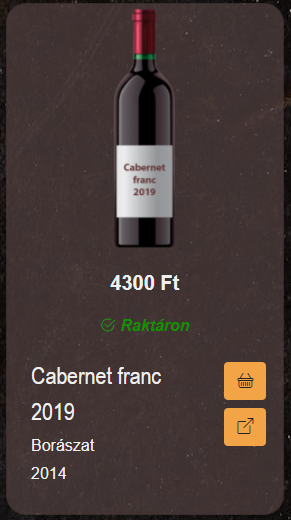 Cabernet
franc
2019
4300 Ft
Raktáron
Cabernet franc
2019
Borászat
2014